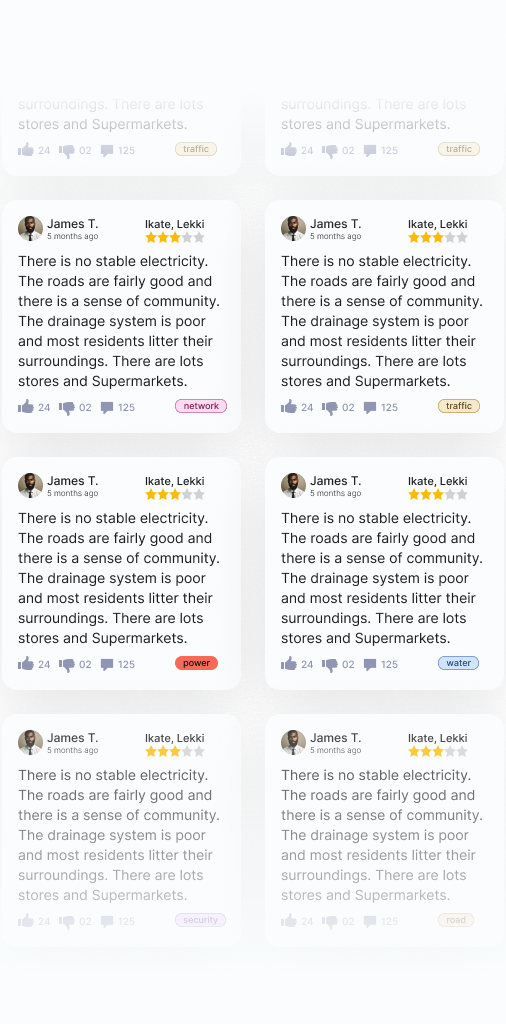 surroundings. There are lots
stores and Supermarkets.
24 02 125 traffic
surroundings. There are lots
stores and Supermarkets.
24 02 125 traffic
James T.
5 months ago
Ikate, Lekki
There is no stable electricity.
The roads are fairly good and
there is a sense of community.
The drainage system is poor
and most residents litter their
surroundings. There are lots
stores and Supermarkets.
24 02 125 network
James T.
5 months ago
Ikate, Lekki
There is no stable electricity.
The roads are fairly good and
there is a sense of community.
The drainage system is poor
and most residents litter their
surroundings. There are lots
stores and Supermarkets.
24 02 125 traffic
James T.
5 months ago
Ikate, Lekki
There is no stable electricity.
The roads are fairly good and
there is a sense of community.
The drainage system is poor
and most residents litter their
surroundings. There are lots
stores and Supermarkets.
24 02 125 power
James T.
5 months ago
Ikate, Lekki
There is no stable electricity.
The roads are fairly good and
there is a sense of community.
The drainage system is poor
and most residents litter their
surroundings. There are lots
stores and Supermarkets.
24 02 125 water
James T.
5 months ago
Ikate, Lekki
There is no stable electricity.
The roads are fairly good and
there is a sense of community.
The drainage system is poor
and most residents litter their
surroundings. There are lots
stores and Supermarkets.
24 02 125 security
James T.
5 months ago
Ikate, Lekki
There is no stable electricity.
The roads are fairly good and
there is a sense of community.
The drainage system is poor
and most residents litter their
surroundings. There are lots
stores and Supermarkets.
24 02 125 road